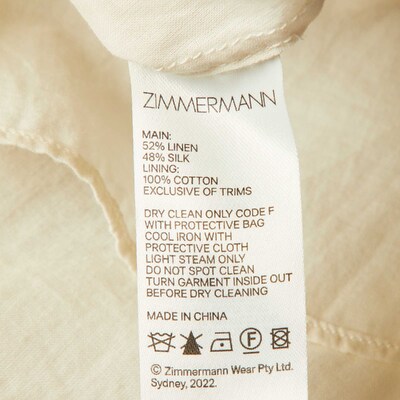 ZIMMERMANN
MAIN:
52% LINEN
48% SILK
LINING:
100% COTTON
EXCLUSIVE OF TRIMS
DRY CLEAN ONLY CODE F
WITH PROTECTIVE BAG
COOL IRON WITH
PROTECTIVE CLOTH
LIGHT STEAM ONLY
DO NOT SPOT CLEAN
TURN GARMENT INSIDE OUT
BEFORE DRY CLEANING
MADE IN CHINA
F
© Zimmermann Wear Pty Ltd.
Sydney, 2022.